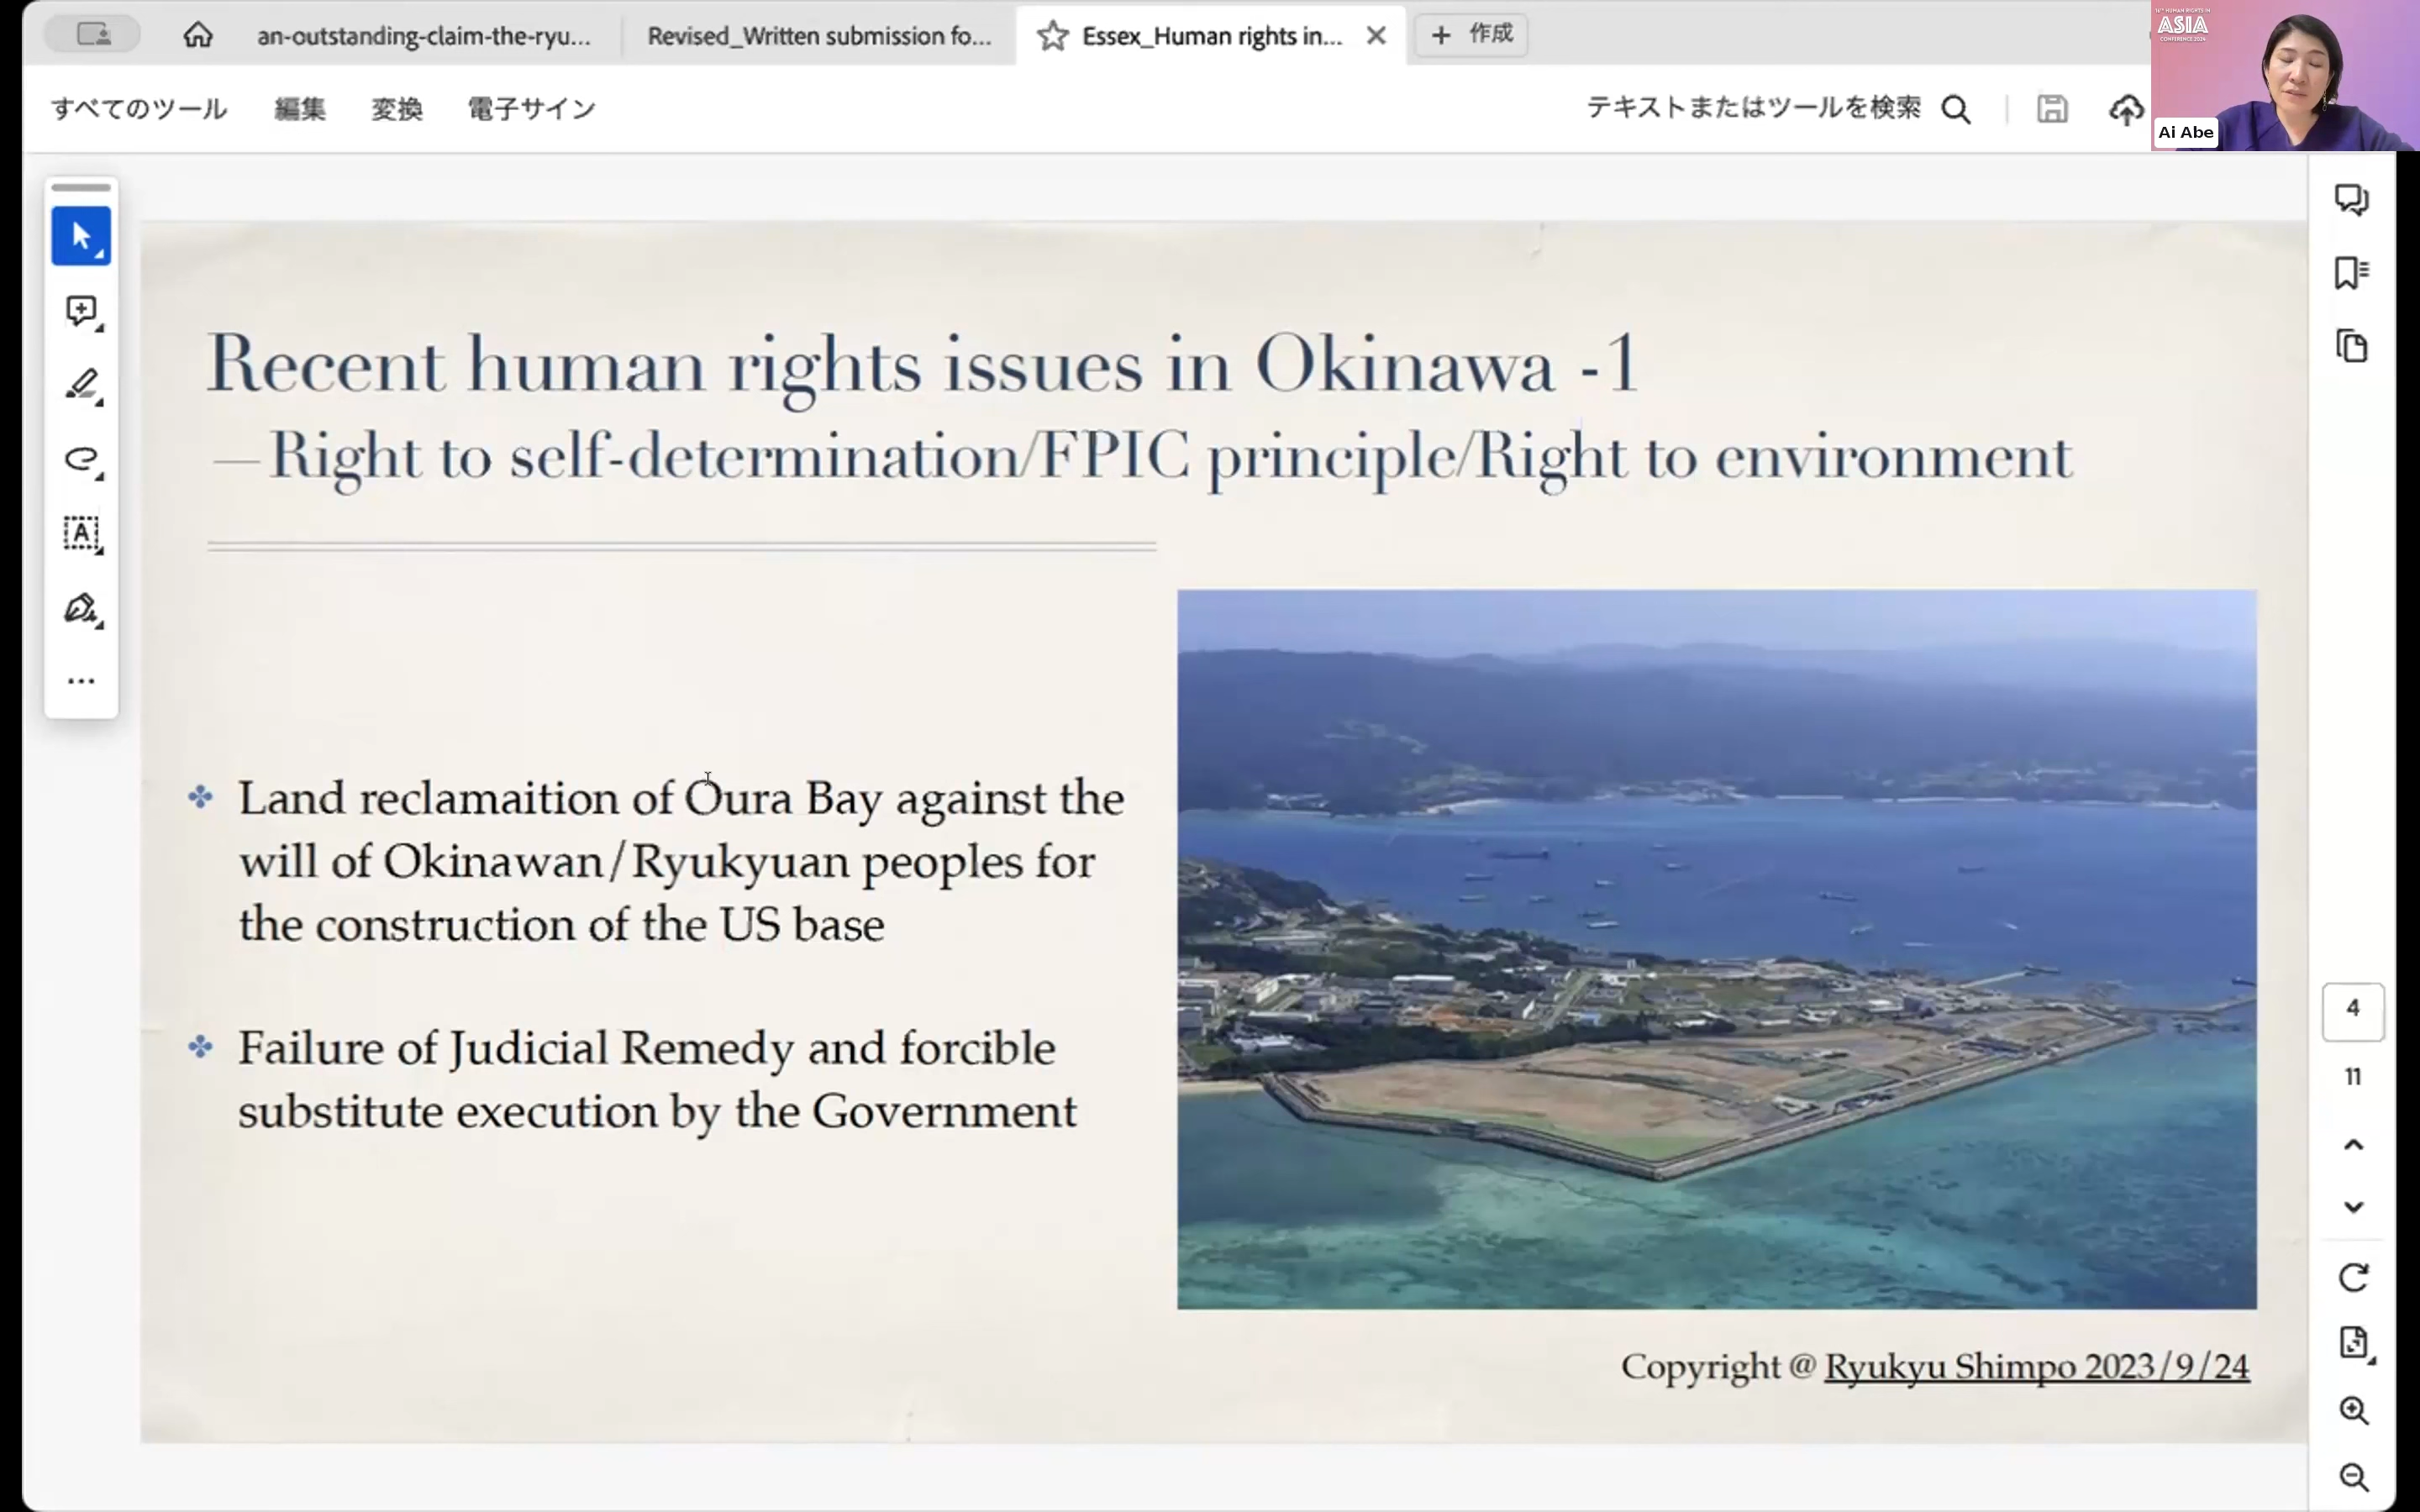 an-outstanding-claim-the-ryu...
Revised_Written submission fo...
Essex_Human rights in...
作成
すべてのツール
編集
変換
電子サイン
テキストまたはツールを検索
ASIA
Ai Abe
Recent human rights issues in Okinawa -1
—Right to self-determination/FPIC principle/Right to environment
Land reclamaition of Oura Bay against the
will of Okinawan/Ryukyuan peoples for
the construction of the US base
Failure of Judicial Remedy and forcible
substitute execution by the Government
Copyright @ Ryukyu Shimpo 2023/9/24
4
11